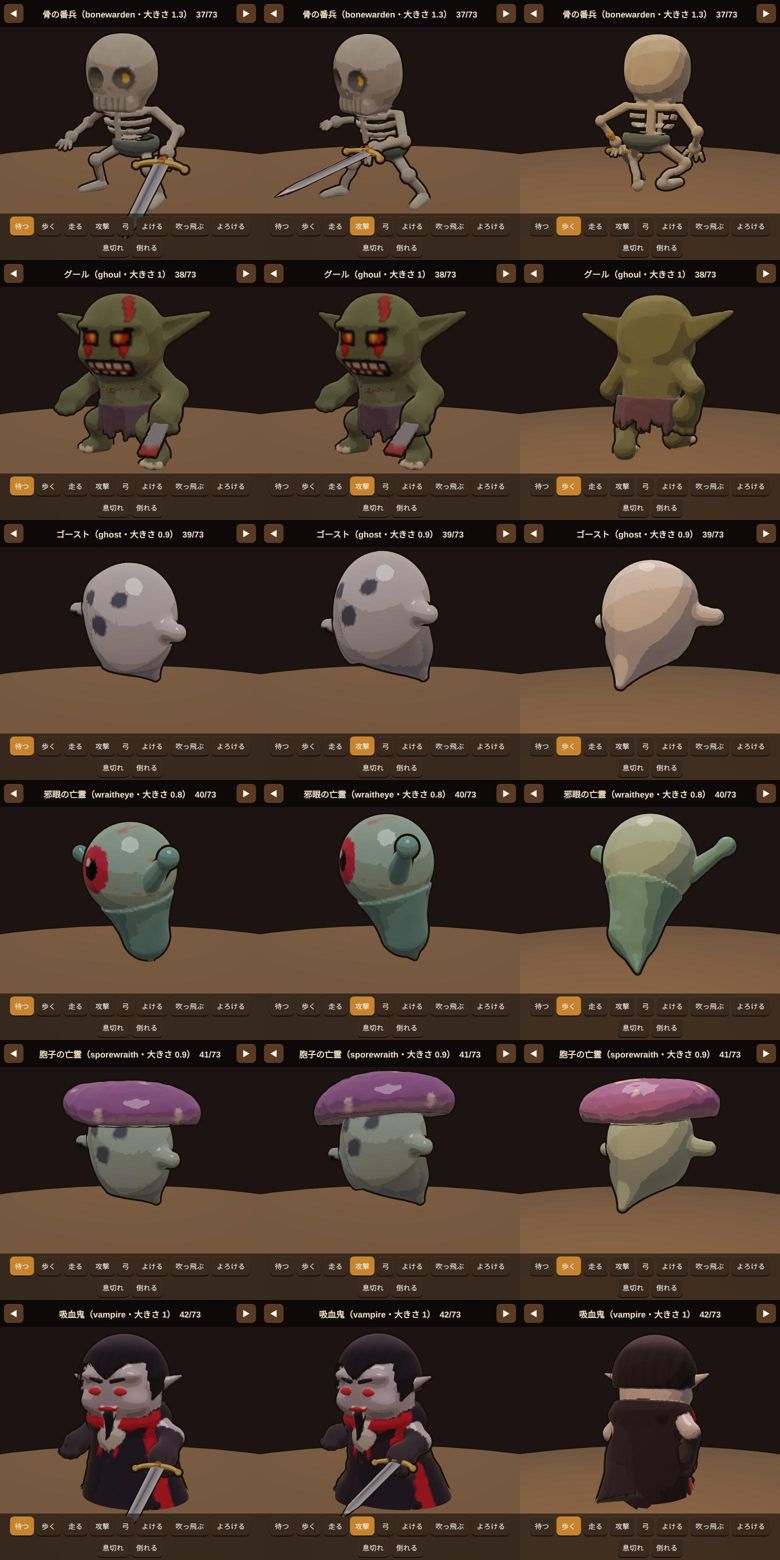 ◀ 骨の番兵（bonewarden・大きさ 1.3） 37/73 ▶ ◀ 骨の番兵（bonewarden・大きさ 1.3） 37/73 ▶ ◀ 骨の番兵（bonewarden・大きさ 1.3） 37/73 ▶
待つ 歩く 走る 攻撃 弓 よける 吹っ飛ぶ よろける 待つ 歩く 走る 攻撃 弓 よける 吹っ飛ぶ よろける 待つ 歩く 走る 攻撃 弓 よける 吹っ飛ぶ よろける
息切れ 倒れる 息切れ 倒れる 息切れ 倒れる
◀ グール（ghoul・大きさ 1） 38/73 ▶ ◀ グール（ghoul・大きさ 1） 38/73 ▶ ◀ グール（ghoul・大きさ 1） 38/73 ▶
待つ 歩く 走る 攻撃 弓 よける 吹っ飛ぶ よろける 待つ 歩く 走る 攻撃 弓 よける 吹っ飛ぶ よろける 待つ 歩く 走る 攻撃 弓 よける 吹っ飛ぶ よろける
息切れ 倒れる 息切れ 倒れる 息切れ 倒れる
◀ ゴースト（ghost・大きさ 0.9） 39/73 ▶ ◀ ゴースト（ghost・大きさ 0.9） 39/73 ▶ ◀ ゴースト（ghost・大きさ 0.9） 39/73 ▶
待つ 歩く 走る 攻撃 弓 よける 吹っ飛ぶ よろける 待つ 歩く 走る 攻撃 弓 よける 吹っ飛ぶ よろける 待つ 歩く 走る 攻撃 弓 よける 吹っ飛ぶ よろける
息切れ 倒れる 息切れ 倒れる 息切れ 倒れる
◀ 邪眼の亡霊（wraitheye・大きさ 0.8） 40/73 ▶ ◀ 邪眼の亡霊（wraitheye・大きさ 0.8） 40/73 ▶ ◀ 邪眼の亡霊（wraitheye・大きさ 0.8） 40/73 ▶
待つ 歩く 走る 攻撃 弓 よける 吹っ飛ぶ よろける 待つ 歩く 走る 攻撃 弓 よける 吹っ飛ぶ よろける 待つ 歩く 走る 攻撃 弓 よける 吹っ飛ぶ よろける
息切れ 倒れる 息切れ 倒れる 息切れ 倒れる
◀ 胞子の亡霊（sporewraith・大きさ 0.9） 41/73 ▶ ◀ 胞子の亡霊（sporewraith・大きさ 0.9） 41/73 ▶ ◀ 胞子の亡霊（sporewraith・大きさ 0.9） 41/73 ▶
待つ 歩く 走る 攻撃 弓 よける 吹っ飛ぶ よろける 待つ 歩く 走る 攻撃 弓 よける 吹っ飛ぶ よろける 待つ 歩く 走る 攻撃 弓 よける 吹っ飛ぶ よろける
息切れ 倒れる 息切れ 倒れる 息切れ 倒れる
◀ 吸血鬼（vampire・大きさ 1） 42/73 ▶ ◀ 吸血鬼（vampire・大きさ 1） 42/73 ▶ ◀ 吸血鬼（vampire・大きさ 1） 42/73 ▶
待つ 歩く 走る 攻撃 弓 よける 吹っ飛ぶ よろける 待つ 歩く 走る 攻撃 弓 よける 吹っ飛ぶ よろける 待つ 歩く 走る 攻撃 弓 よける 吹っ飛ぶ よろける
息切れ 倒れる 息切れ 倒れる 息切れ 倒れる